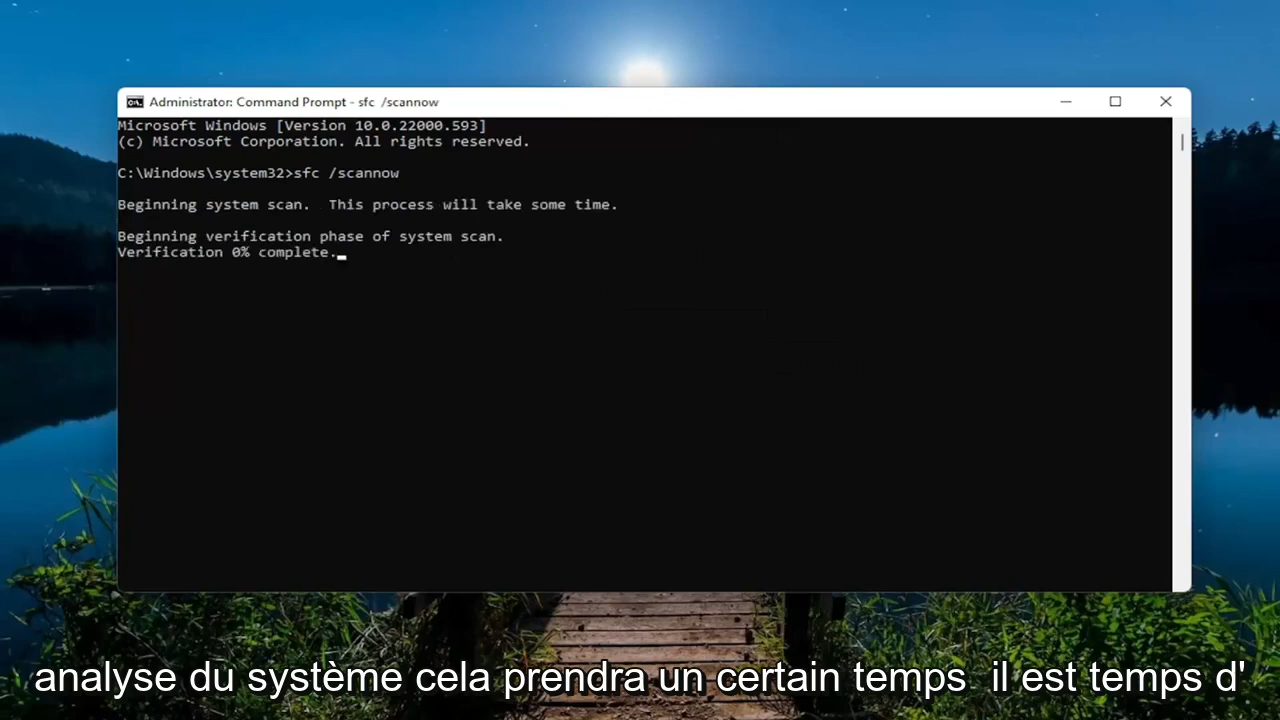 Administrator: Command Prompt - sfc  /scannow
Microsoft Windows [Version 10.0.22000.593]
(c) Microsoft Corporation. All rights reserved.
C:\Windows\system32>sfc /scannow
Beginning system scan.  This process will take some time.
Beginning verification phase of system scan.
Verification 0% complete.
analyse du système cela prendra un certain temps  il est temps d'